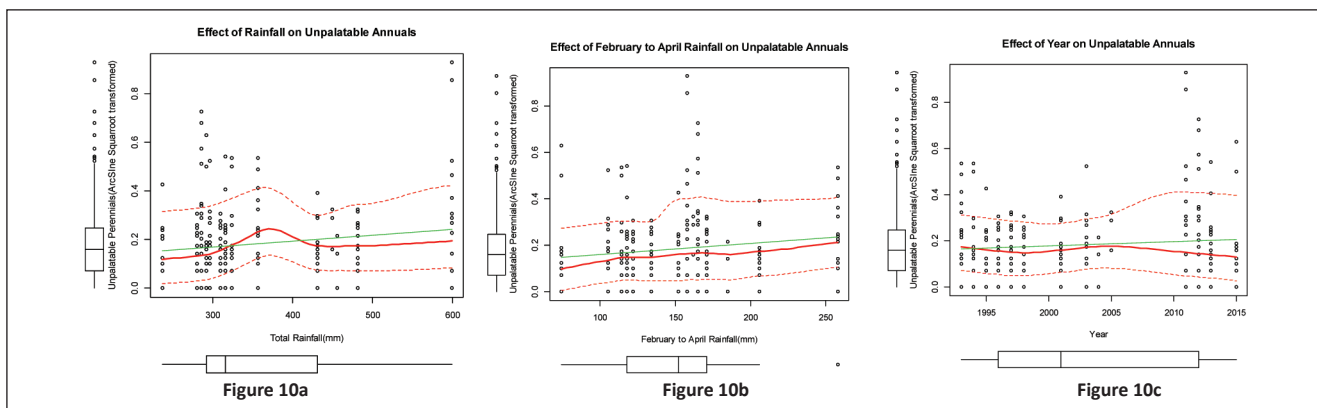 Effect of Rainfall on Unpalatable Annuals
Unpalatable Perennials(ArcSIne Squarroot transformed)
0.0
0.2
0.4
0.6
0.8
300
400
500
600
Total Rainfall(mm)
Figure 10a
Effect of February to April Rainfall on Unpalatable Annuals
Unpalatable Perennials(ArcSIne Squarroot transformed)
0.0
0.2
0.4
0.6
0.8
100
150
200
250
February to April Rainfall(mm)
Figure 10b
Effect of Year on Unpalatable Annuals
Unpalatable Perennials(ArcSIne Squarroot transformed)
0.0
0.2
0.4
0.6
0.8
1995
2000
2005
2010
2015
Year
Figure 10c